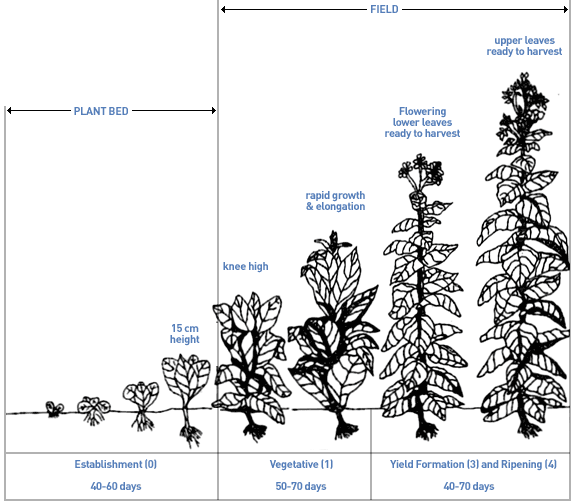 FIELD
upper leaves
ready to harvest
PLANT BED
Flowering
lower leaves
ready to harvest
rapid growth
& elongation
knee high
15 cm
height
Establishment (0)
40-60 days
Vegetative (1)
50-70 days
Yield Formation (3) and Ripening (4)
40-70 days